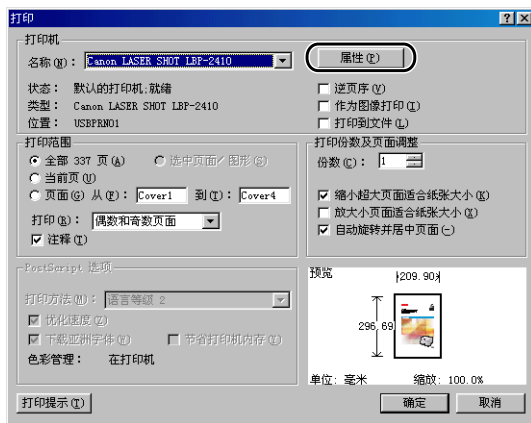 打印
打印机
名称(N): Canon LASER SHOT LBP-2410
属性(P)
状态: 默认的打印机;就绪
类型: Canon LASER SHOT LBP-2410
位置: USBPRN01
逆页序(V)
作为图像打印(I)
打印到文件(L)
打印范围
全部 337 页(A) 选中页面/图形(S)
当前页(U)
页面(G) 从(F): Cover1 到(T): Cover4
打印(R): 偶数和奇数页面
注释(T)
打印份数及页面调整
份数(C): 1
缩小超大页面适合纸张大小(K)
放大小页面适合纸张大小(X)
自动旋转并居中页面(-)
PostScript 选项
打印方法(M): 语言等级 2
优化速度(Z)
下载亚洲字体(Y) 节省打印机内存(E)
色彩管理: 在打印机
预览
209.90
296.69
单位: 毫米 缩放: 100.0%
打印提示(T)
确定 取消